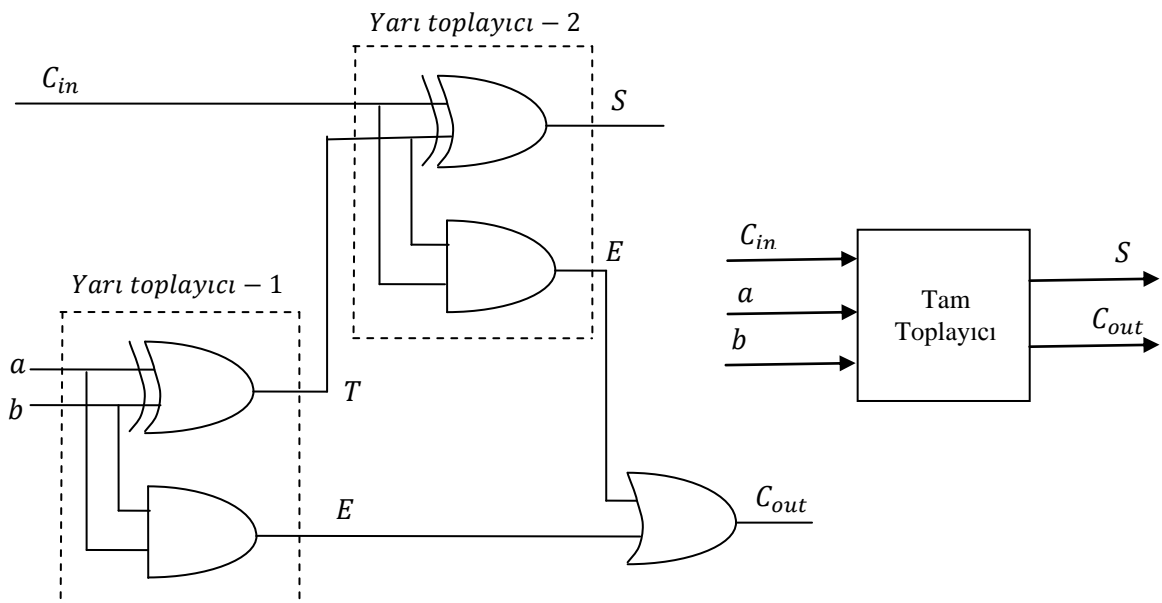 Yarı toplayıcı − 2
C_in
S
E
Yarı toplayıcı − 1
a
b
T
E
C_out
C_in
a
b
Tam
Toplayıcı
S
C_out